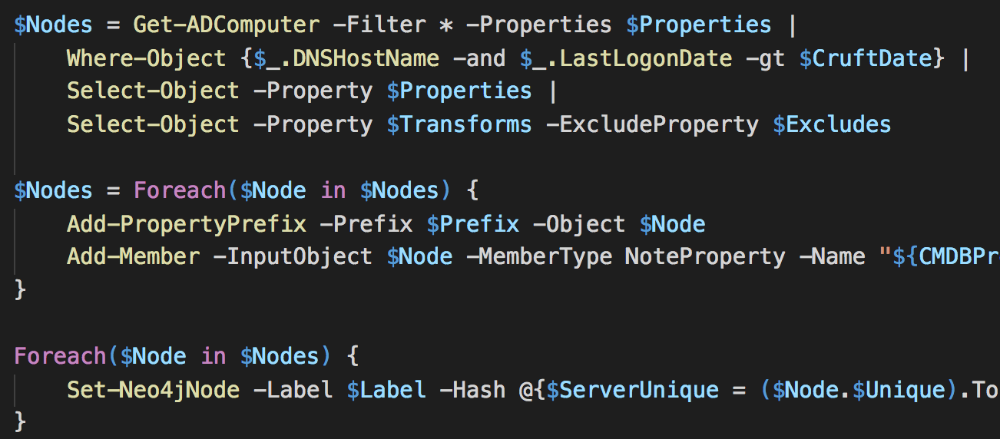 $Nodes = Get-ADComputer -Filter * -Properties $Properties |
    Where-Object {$_.DNSHostName -and $_.LastLogonDate -gt $CruftDate} |
    Select-Object -Property $Properties |
    Select-Object -Property $Transforms -ExcludeProperty $Excludes
$Nodes = Foreach($Node in $Nodes) {
    Add-PropertyPrefix -Prefix $Prefix -Object $Node
    Add-Member -InputObject $Node -MemberType NoteProperty -Name "${CMDBPr
}
Foreach($Node in $Nodes) {
    Set-Neo4jNode -Label $Label -Hash @{$ServerUnique = ($Node.$Unique).To
}